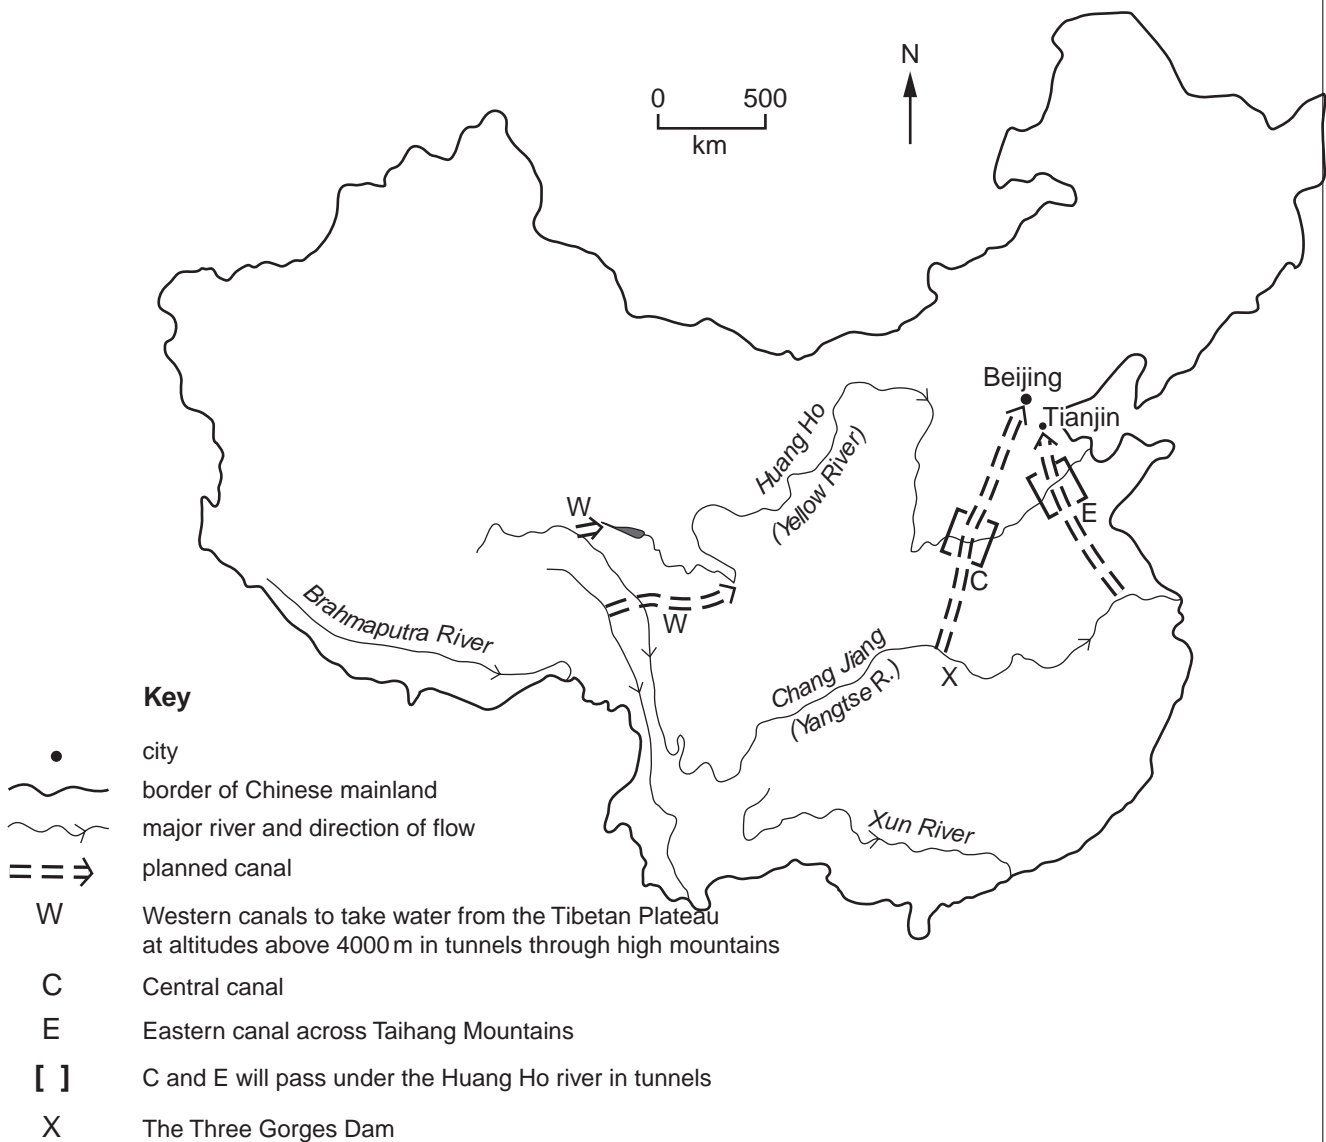 N
0 500
km
Beijing
Tianjin
Huang Ho
(Yellow River)
W
E
C
W
Brahmaputra River
Chang Jiang
(Yangtse R.)
X
Xun River
Key
city
border of Chinese mainland
major river and direction of flow
planned canal
W Western canals to take water from the Tibetan Plateau
at altitudes above 4000 m in tunnels through high mountains
C Central canal
E Eastern canal across Taihang Mountains
[ ] C and E will pass under the Huang Ho river in tunnels
X The Three Gorges Dam